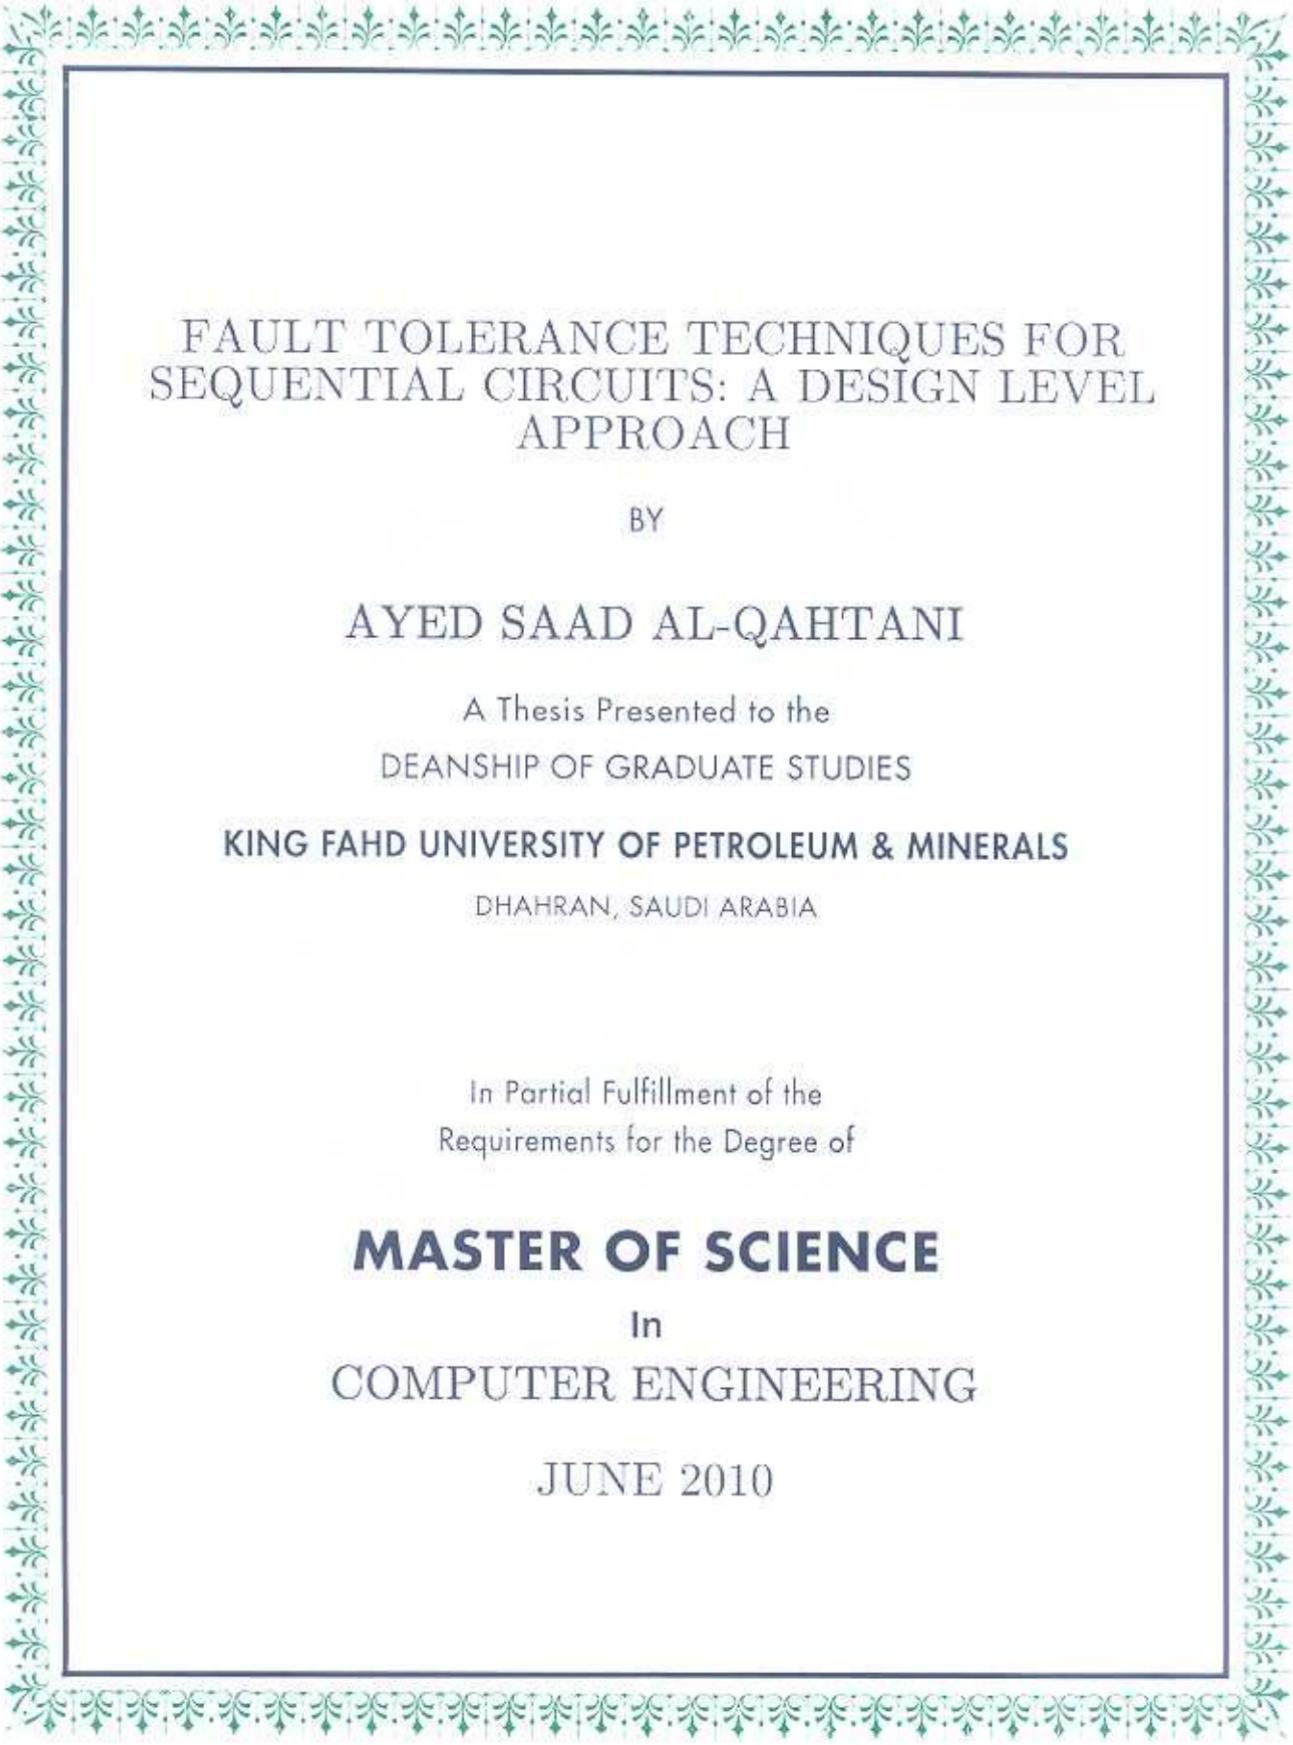 FAULT TOLERANCE TECHNIQUES FOR
SEQUENTIAL CIRCUITS: A DESIGN LEVEL
APPROACH
BY
AYED SAAD AL-QAHTANI
A Thesis Presented to the
DEANSHIP OF GRADUATE STUDIES
KING FAHD UNIVERSITY OF PETROLEUM & MINERALS
DHAHRAN, SAUDI ARABIA
In Partial Fulfillment of the
Requirements for the Degree of
MASTER OF SCIENCE
In
COMPUTER ENGINEERING
JUNE 2010